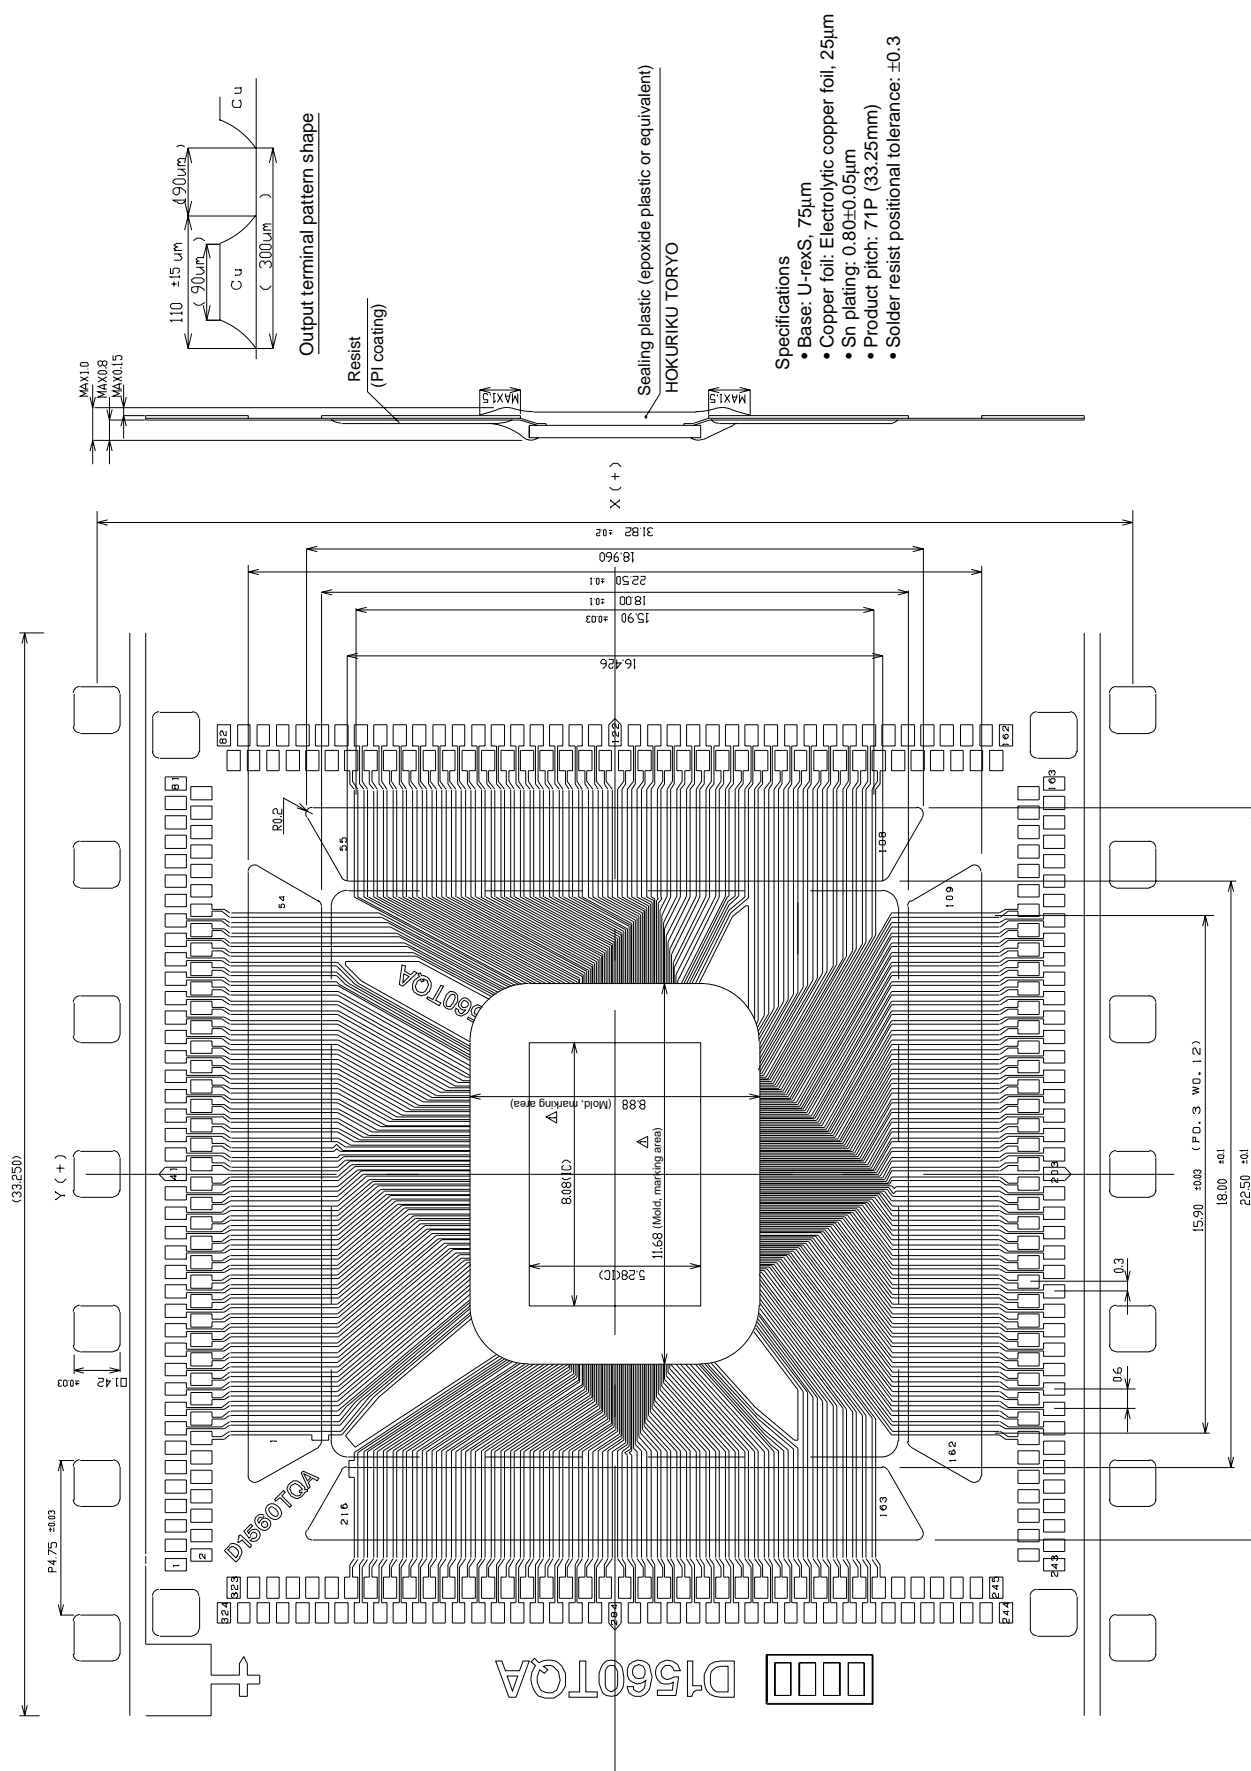 Cu
Cu
(190um )
110 ±15 um
( 90um )
( 300um )
Output terminal pattern shape
Resist
(PI coating)
Sealing plastic (epoxide plastic or equivalent)
HOKURIKU TORYO
Specifications
• Base: U-rexS, 75µm
• Copper foil: Electrolytic copper foil, 25µm
• Sn plating: 0.80±0.05µm
• Product pitch: 71P (33.25mm)
• Solder resist positional tolerance: ±0.3
MAX1.0
MAX0.8
MAX0.15
MAX1.5
MAX1.5
X (+)
31.82 ±0.2
18.960
22.50 ±0.1
18.00 ±0.1
15.90 ±0.03
16.426
(33.250)
Y (+)
82
122
162
81
163
R0.2
55
108
54
109
D1560TQA
8.88 (Mold, marking area)
11.68 (Mold, marking area)
8.08(IC)
5.28(IC)
41
203
15.90 ±0.03 (P0.3 W0.12)
18.00 ±0.1
22.50 ±0.1
0.3
0.6
□1.42 ±0.03
P4.75 ±0.03
1
162
216
163
D1560TQA
1
2
243
323
324
284
245
244
D1560TQA